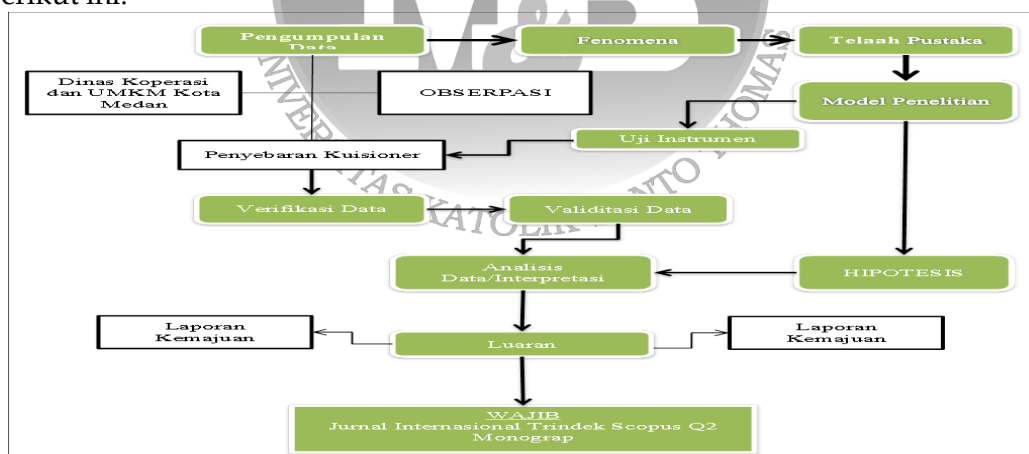 erikut ini.
Pengumpulan
Data
Fenomena
Telaah Pustaka
Dinas Koperasi
dan UMKM Kota
Medan
OBSERPASI
Model Penelitian
Uji Instrumen
Penyebaran Kuisioner
Verifikasi Data
Validitasi Data
Analisis
Data/Interpretasi
HIPOTESIS
Laporan
Kemajuan
Luaran
Laporan
Kemajuan
WAJIB
Jurnal Internasional Trindek Scopus Q2
Monograp